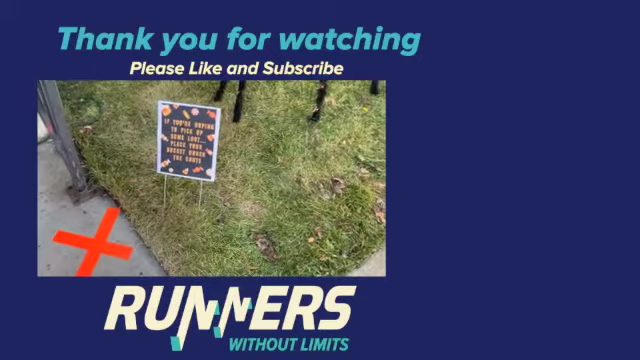 Thank you for watching
Please Like and Subscribe
IF YOU'RE HOPING
TO PICK UP
SOME LOOT...
PLACE YOUR
BUCKET UNDER
THE CHUTE
RUNNERS
WITHOUT LIMITS